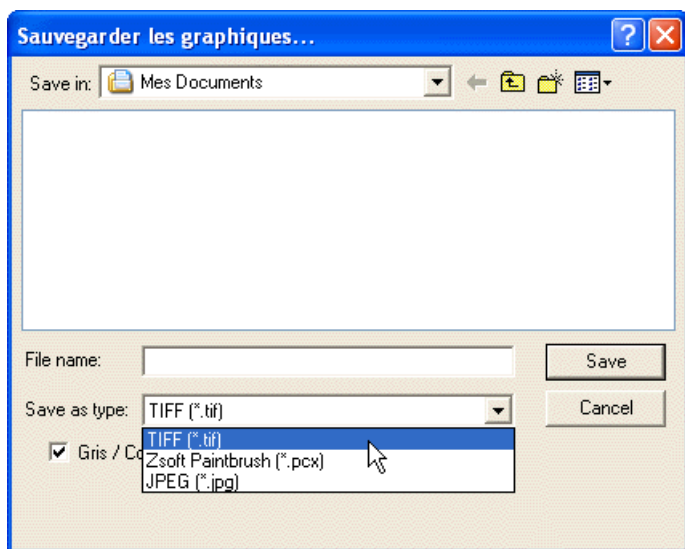 Sauvegarder les graphiques...
Save in: Mes Documents
File name:
Save
Save as type: TIFF (*.tif)
Cancel
TIFF (*.tif)
Gris /
Zsoft Paintbrush (*.pcx)
JPEG (*.jpg)